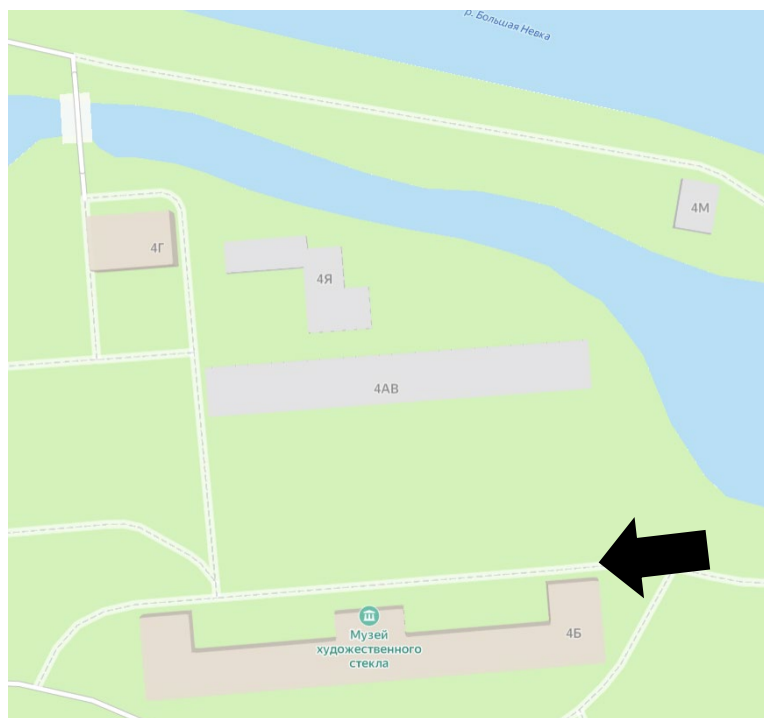 р. Большая Невка
4М
4Г
4Я
4АВ
4Б
Музей
художественного
стекла